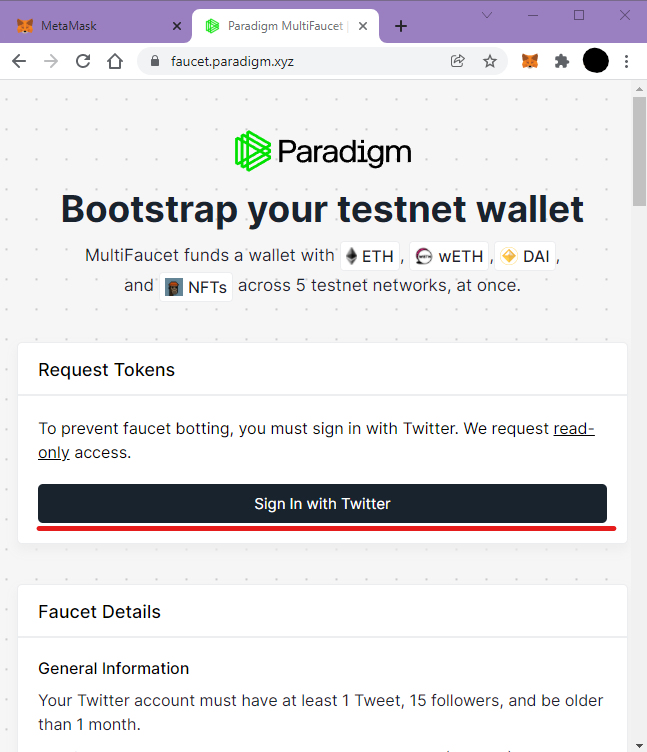 MetaMask
Paradigm MultiFaucet |
faucet.paradigm.xyz
Paradigm
Bootstrap your testnet wallet
MultiFaucet funds a wallet with ETH, wETH, DAI,
and NFTs across 5 testnet networks, at once.
Request Tokens
To prevent faucet botting, you must sign in with Twitter. We request read-
only access.
Sign In with Twitter
Faucet Details
General Information
Your Twitter account must have at least 1 Tweet, 15 followers, and be older
than 1 month.